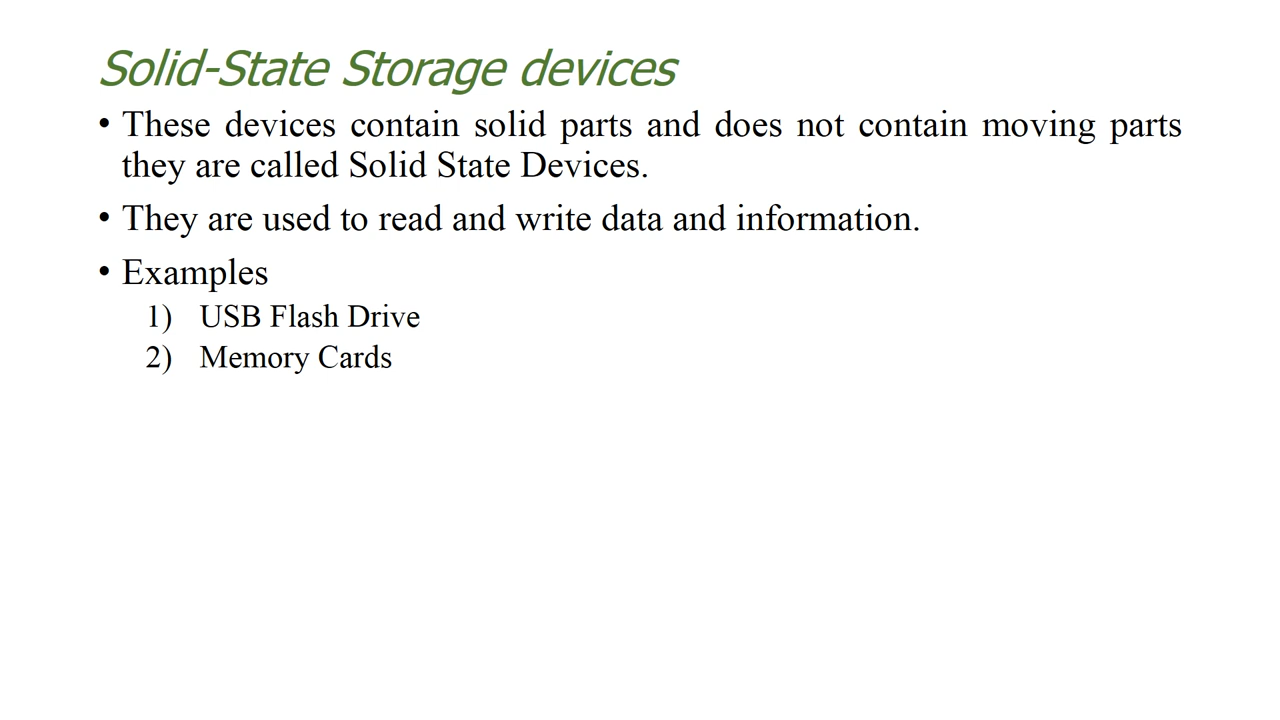 Solid-State Storage devices
• These devices contain solid parts and does not contain moving parts
they are called Solid State Devices.
• They are used to read and write data and information.
• Examples
1) USB Flash Drive
2) Memory Cards